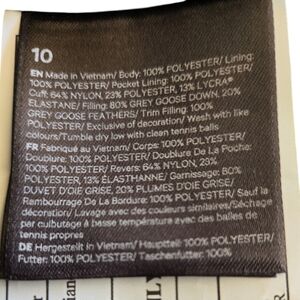 10
EN Made in Vietnam/ Body: 100% POLYESTER/ Lining:
100% POLYESTER/ Pocket Lining: 100% POLYESTER/
Cuff: 64% NYLON, 23% POLYESTER, 13% LYCRA®
ELASTANE/ Filling: 80% GREY GOOSE DOWN, 20%
GREY GOOSE FEATHERS/ Trim Filling: 100%
POLYESTER/ Exclusive of decoration/ Wash with like
colours/Tumble dry low with clean tennis balls
FR Fabriqué au Vietnam/ Corps: 100% POLYESTER/
Doublure: 100% POLYESTER/ Doublure De La Poche:
100% POLYESTER/ Revers: 64% NYLON, 23%
POLYESTER, 13% ÉLASTHANNE/ Garnissage: 80%
DUVET D'OIE GRISE, 20% PLUMES D'OIE GRISE/
Rambourrage De La Bordure: 100% POLYESTER/ Sauf la
décoration/ Lavage avec des couleurs similaires/Séchage
par culbutage à basse température avec des balles de
tennis propres
DE Hergestellt in Vietnam/ Hauptteil: 100% POLYESTER/
Futter: 100% POLYESTER/ Taschenfutter: 100%